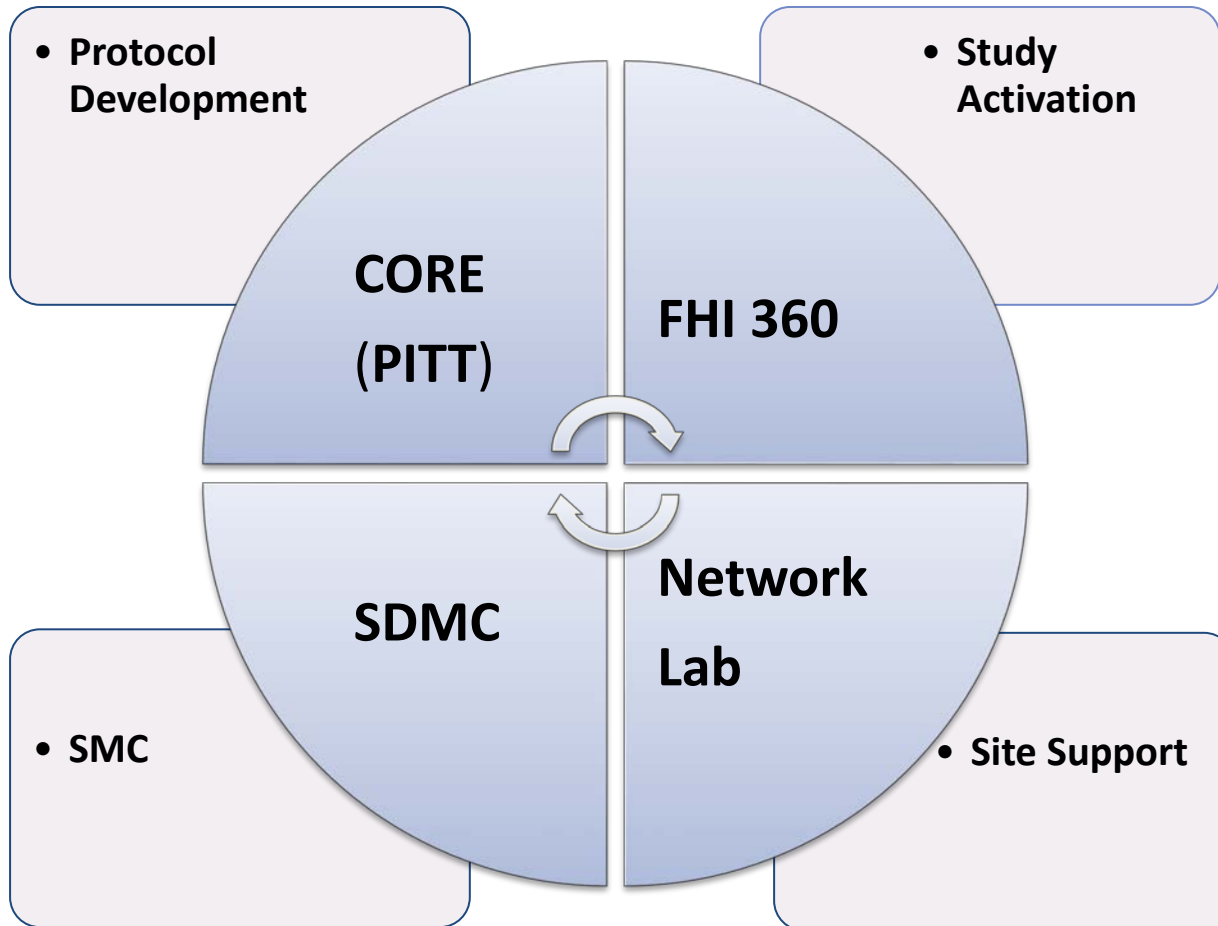 • Protocol
Development
• Study
Activation
CORE
(PITT)
FHI 360
SDMC
Network
Lab
• SMC
• Site Support